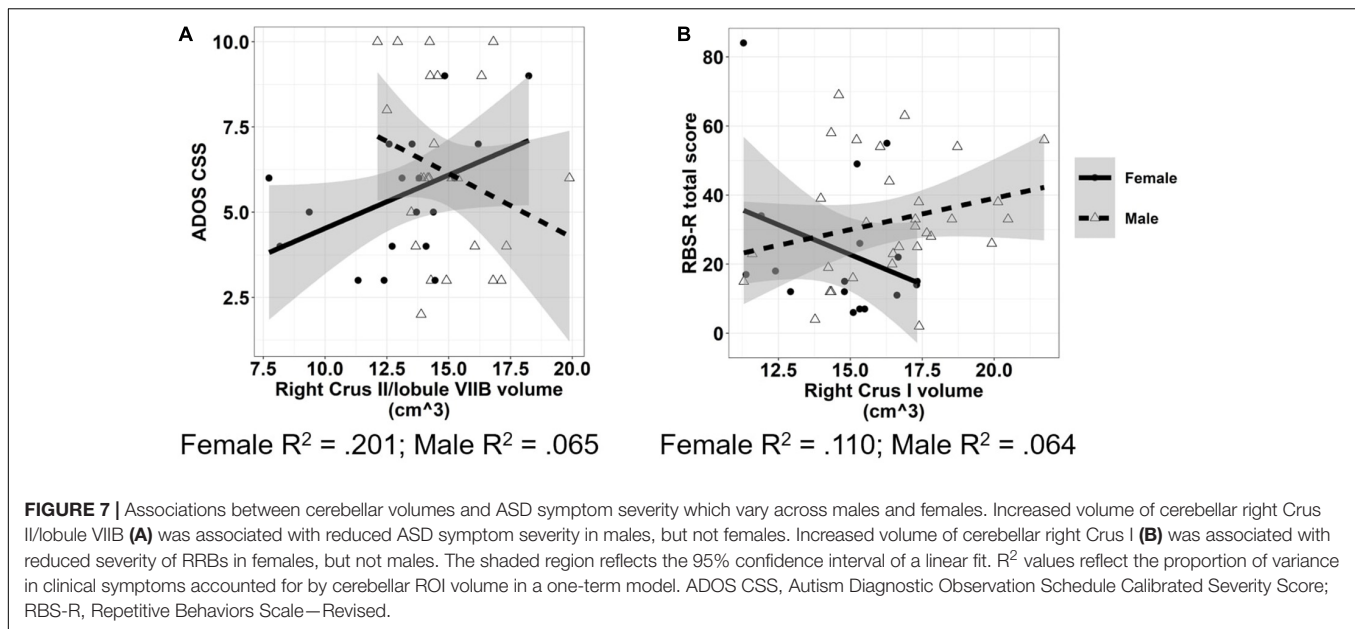 A
10.0
7.5
5.0
2.5
ADOS CSS
7.5 10.0 12.5 15.0 17.5 20.0
Right Crus II/lobule VIIB volume
(cm^3)
Female R² = .201; Male R² = .065
B
80
60
40
20
0
RBS-R total score
12.5 15.0 17.5 20.0
Right Crus I volume
(cm^3)
Female R² = .110; Male R² = .064
Female
Male
FIGURE 7 | Associations between cerebellar volumes and ASD symptom severity which vary across males and females. Increased volume of cerebellar right Crus
II/lobule VIIB (A) was associated with reduced ASD symptom severity in males, but not females. Increased volume of cerebellar right Crus I (B) was associated with
reduced severity of RRBs in females, but not males. The shaded region reflects the 95% confidence interval of a linear fit. R² values reflect the proportion of variance
in clinical symptoms accounted for by cerebellar ROI volume in a one-term model. ADOS CSS, Autism Diagnostic Observation Schedule Calibrated Severity Score;
RBS-R, Repetitive Behaviors Scale—Revised.